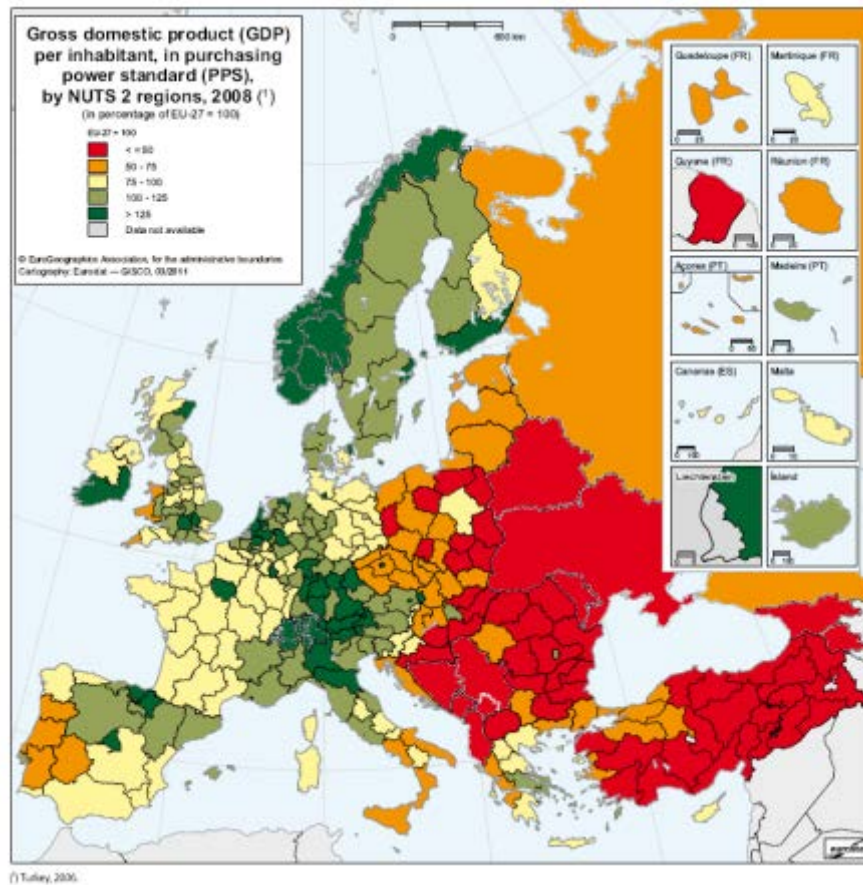 Gross domestic product (GDP)
per inhabitant, in purchasing
power standard (PPS),
by NUTS 2 regions, 2008 (¹)
(in percentage of EU-27 = 100)
EU-27 = 100
< = 50
50 - 75
75 - 100
100 - 125
> 125
Data not available
© EuroGeographics Association, for the administrative boundaries
Cartography: Eurostat — GISCO, 03/2011
0 600 km
Guadeloupe (FR)
Martinique (FR)
Guyane (FR)
Réunion (FR)
Açores (PT)
Madeira (PT)
Canarias (ES)
Malta
Liechtenstein
Ísland
(¹) Turkey, 2006.